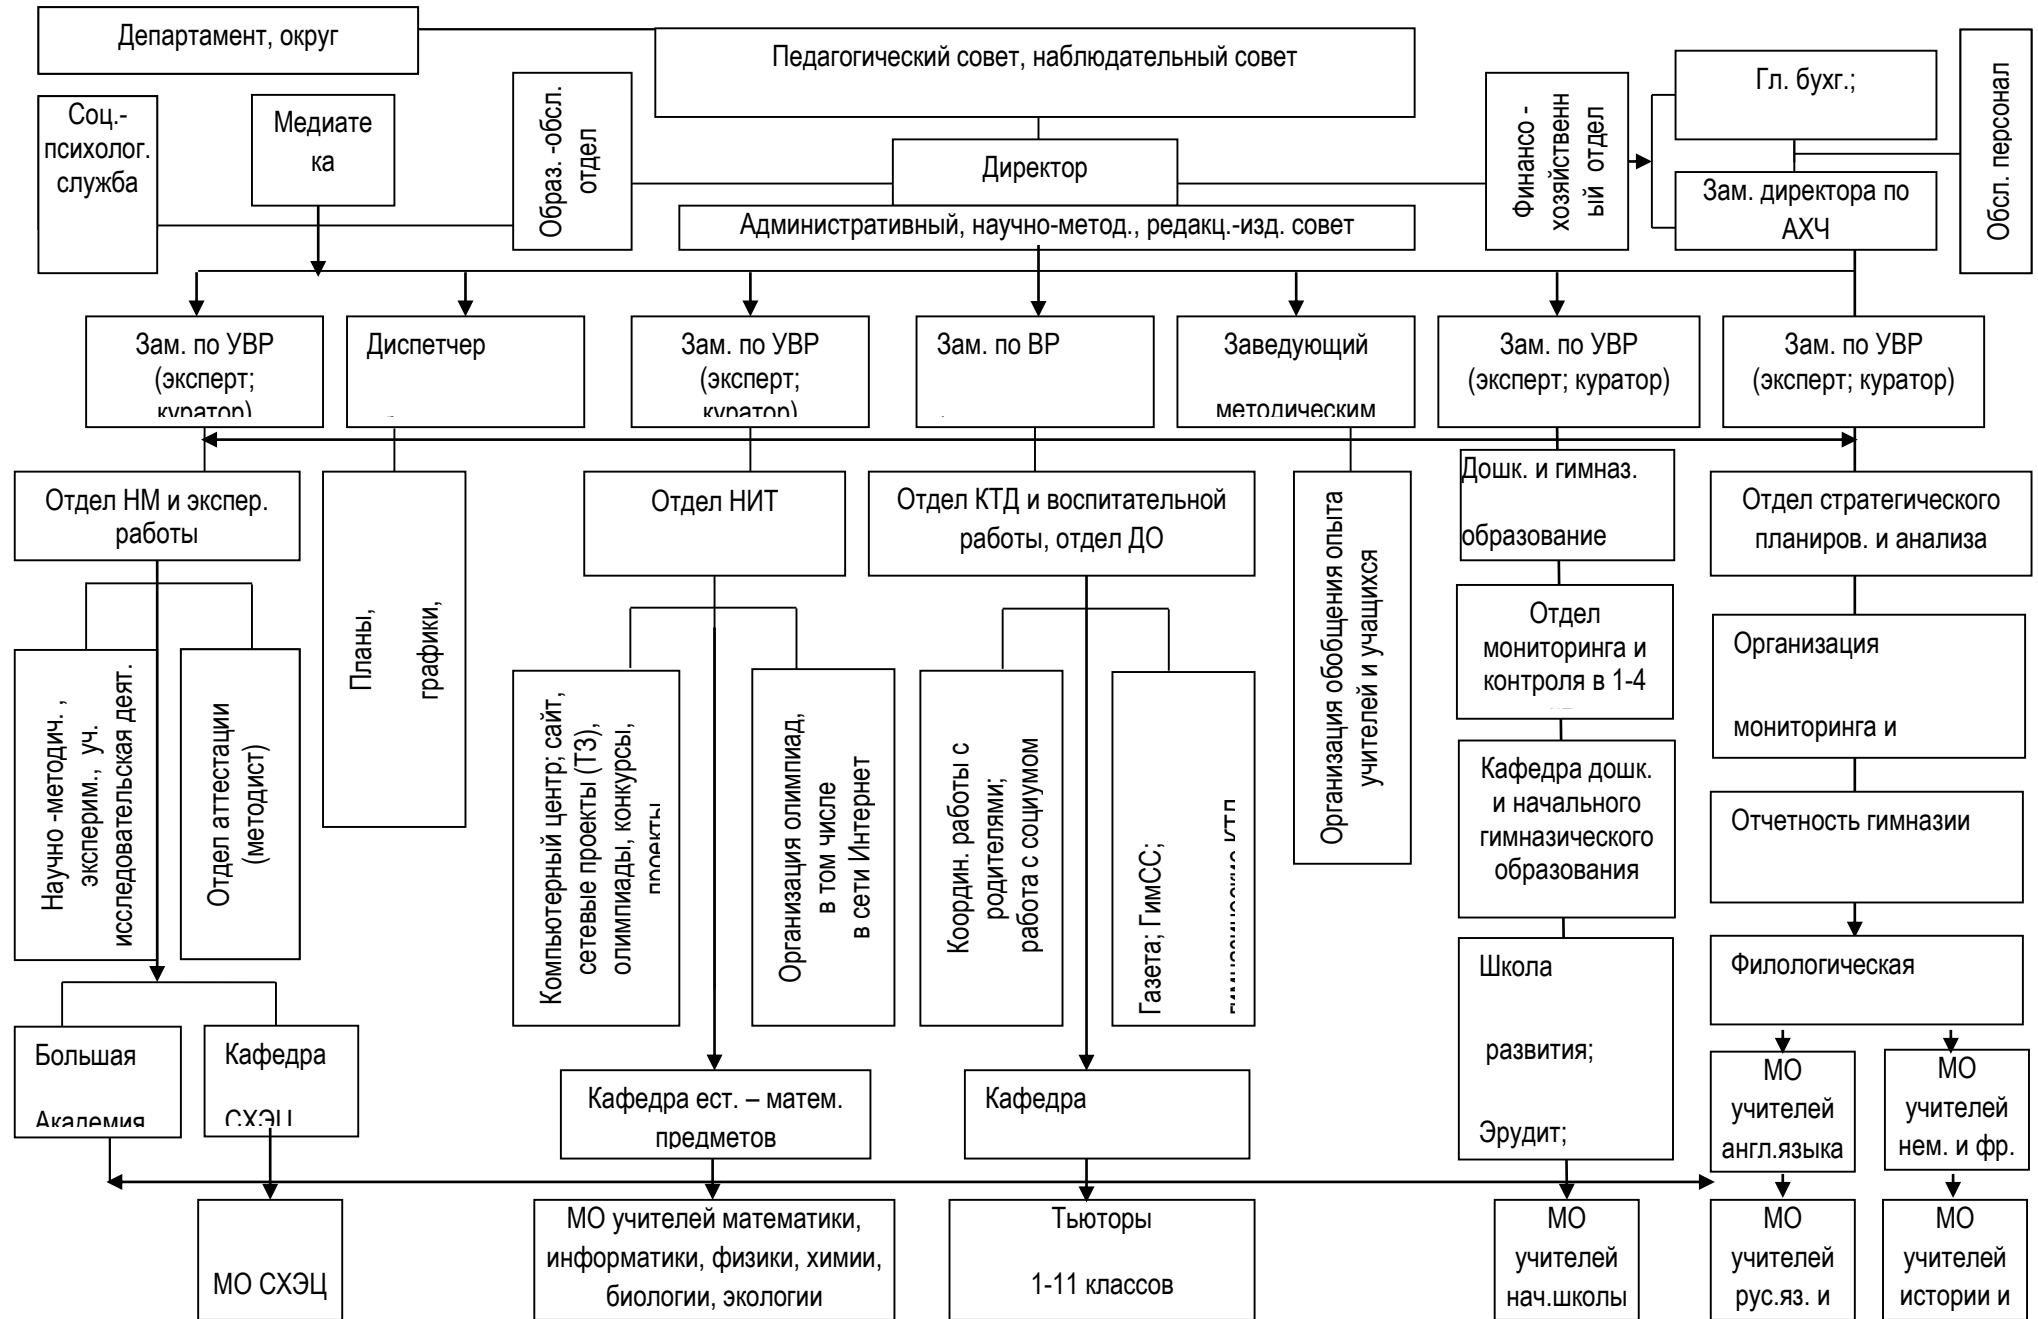 Департамент, округ
Педагогический совет, наблюдательный совет
Гл. бухг.;
Обсл. персонал
Соц.-
психолог.
служба
Медиате
ка
Образ. -обсл.
отдел
Директор
Финансо -
хозяйственн
ый отдел
Зам. директора по
АХЧ
Административный, научно-метод., редакц.-изд. совет
Зам. по УВР
(эксперт;
куратор)
Диспетчер
Зам. по УВР
(эксперт;
куратор)
Зам. по ВР
Заведующий
методическим
Зам. по УВР
(эксперт; куратор)
Зам. по УВР
(эксперт; куратор)
Отдел НМ и экспер.
работы
Планы,
графики,
Отдел НИТ
Отдел КТД и воспитательной
работы, отдел ДО
Организация обобщения опыта
учителей и учащихся
Дошк. и гимназ.
образование
Отдел стратегического
планиров. и анализа
Научно -методич. ,
эксперим., уч.
исследовательская деят.
Отдел аттестации
(методист)
Компьютерный центр; сайт,
сетевые проекты (ТЗ),
олимпиады, конкурсы,
проекты
Организация олимпиад,
в том числе
в сети Интернет
Координ. работы с
родителями;
работа с социумом
Газета; ГимСС;
гимназические КТД
Отдел
мониторинга и
контроля в 1-4
Организация
мониторинга и
Кафедра дошк.
и начального
гимназического
образования
Отчетность гимназии
Школа
развития;
Эрудит;
Филологическая
Большая
Академия
Кафедра
СХЭЦ
Кафедра ест. – матем.
предметов
Кафедра
МО
учителей
англ.языка
МО
учителей
нем. и фр.
МО СХЭЦ
МО учителей математики,
информатики, физики, химии,
биологии, экологии
Тьюторы
1-11 классов
МО
учителей
нач.школы
МО
учителей
рус.яз. и
МО
учителей
истории и